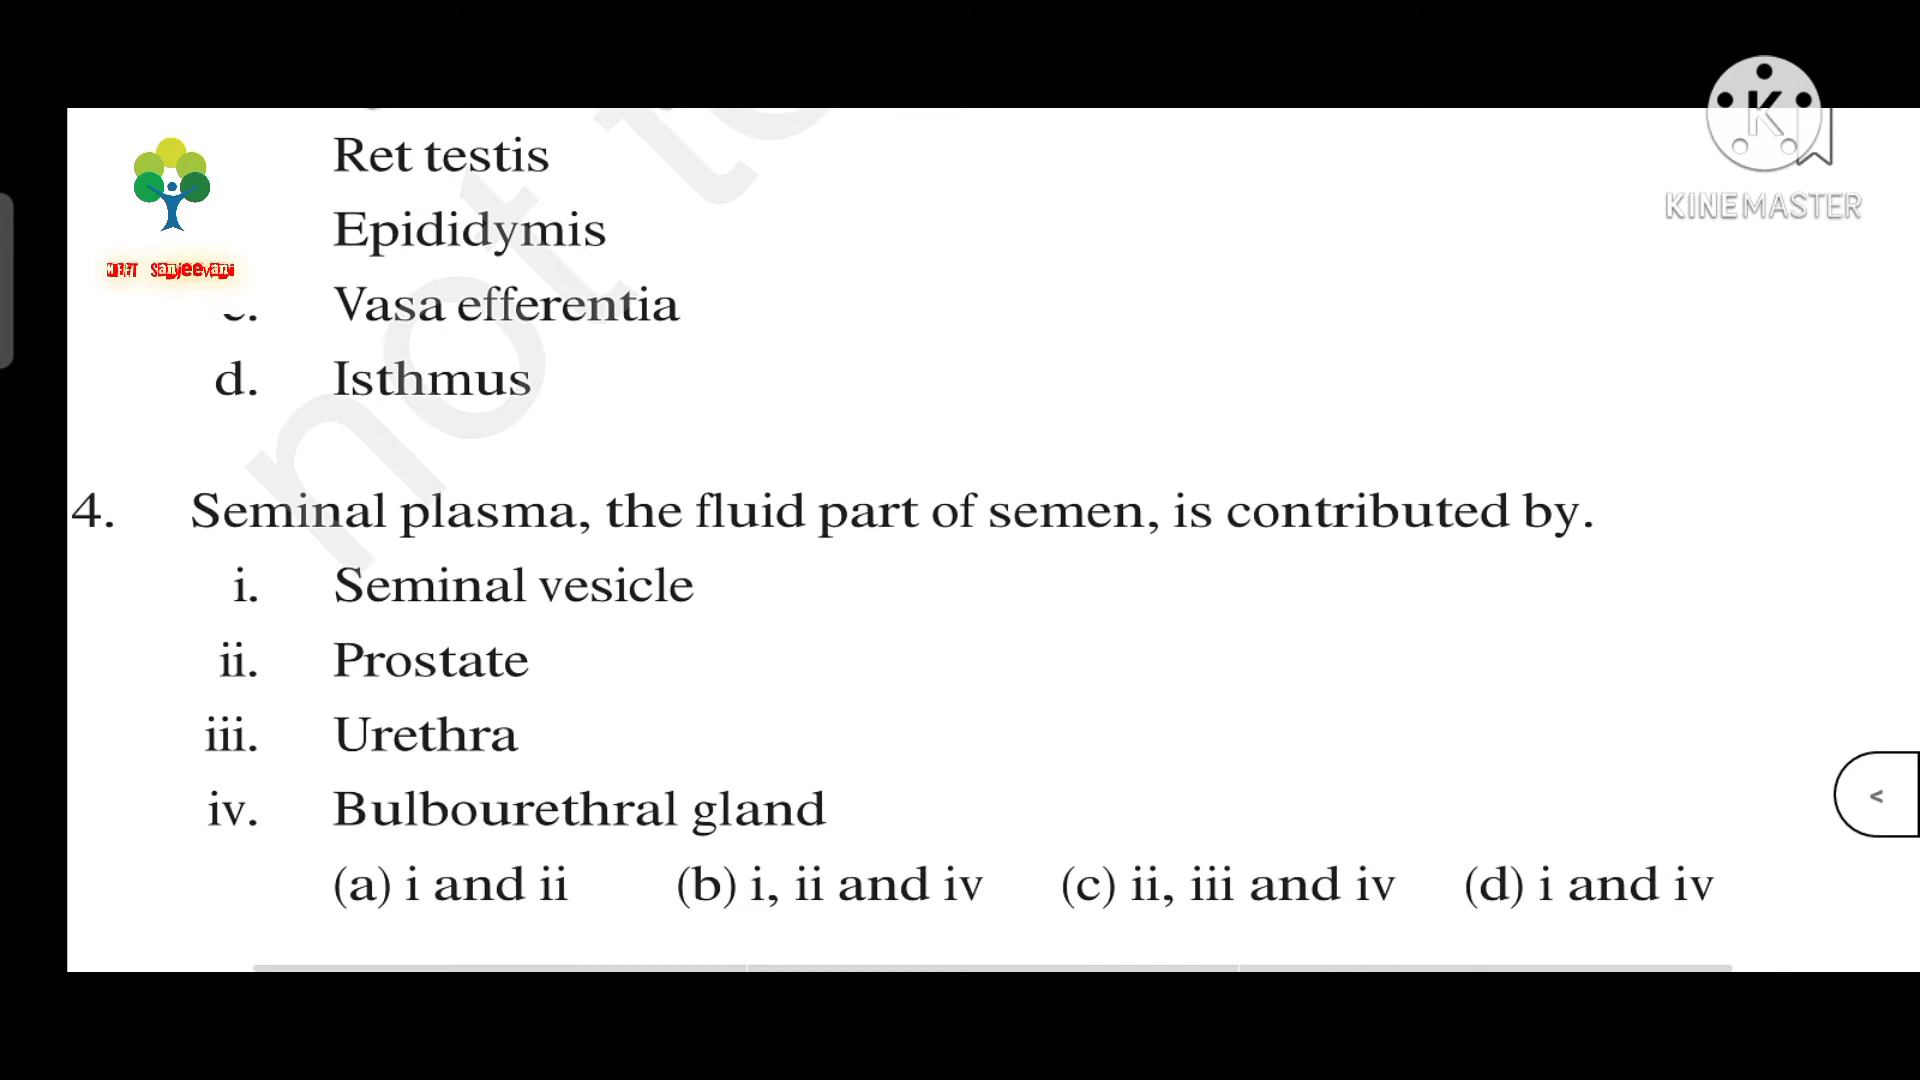 Ret testis
Epididymis
c. Vasa efferentia
d. Isthmus
4. Seminal plasma, the fluid part of semen, is contributed by.
i. Seminal vesicle
ii. Prostate
iii. Urethra
iv. Bulbourethral gland
(a) i and ii (b) i, ii and iv (c) ii, iii and iv (d) i and iv
K
KINEMASTER
not to
<